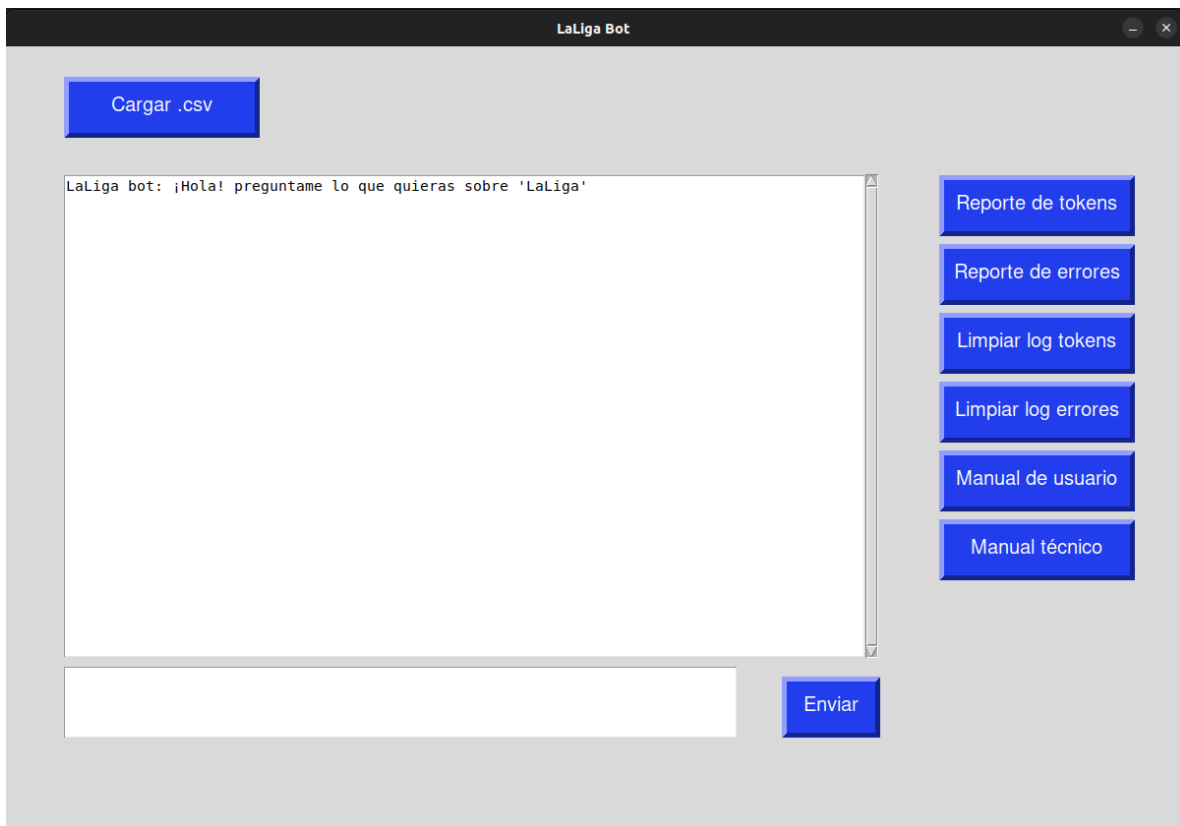 LaLiga Bot
Cargar .csv
LaLiga bot: ¡Hola! preguntame lo que quieras sobre 'LaLiga'
Reporte de tokens
Reporte de errores
Limpiar log tokens
Limpiar log errores
Manual de usuario
Manual técnico
Enviar